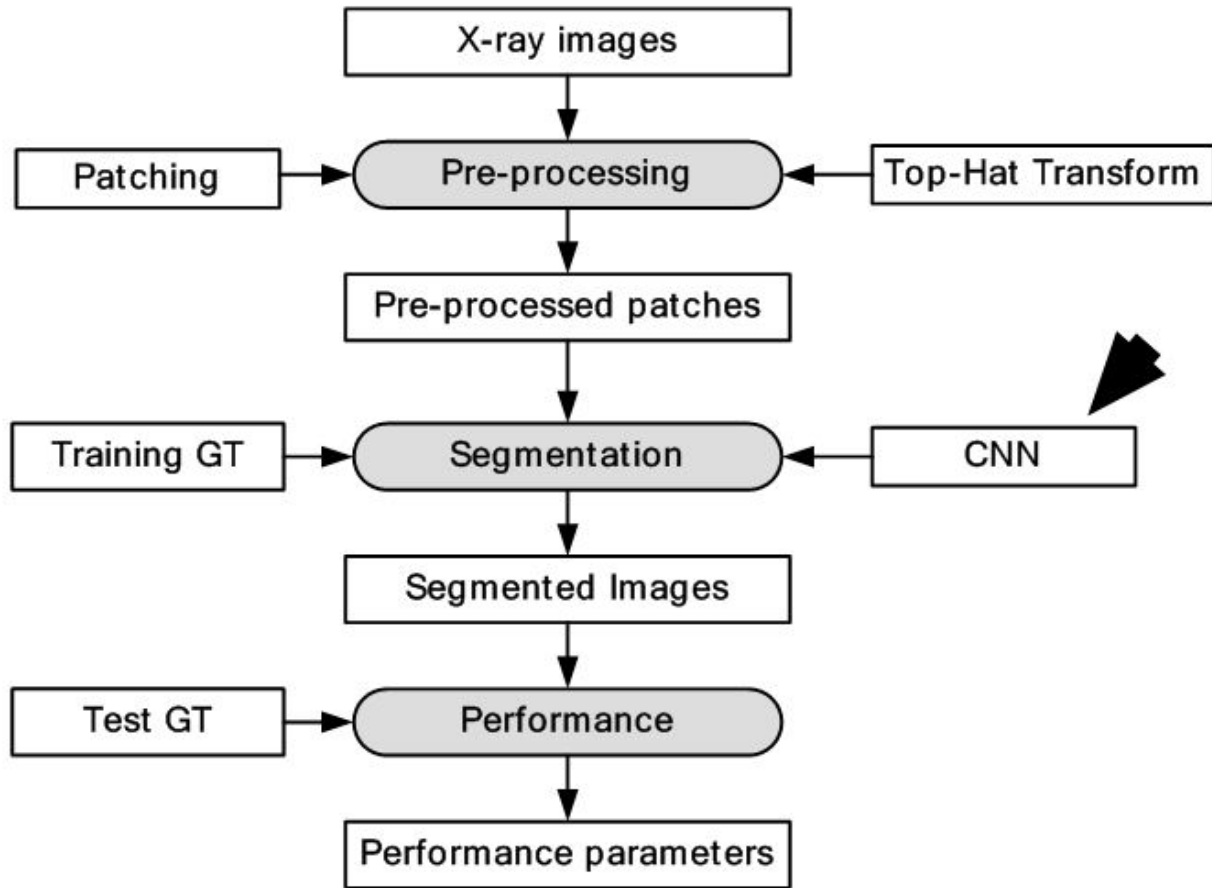 X-ray images
Patching
Pre-processing
Top-Hat Transform
Pre-processed patches
Training GT
Segmentation
CNN
Segmented Images
Test GT
Performance
Performance parameters